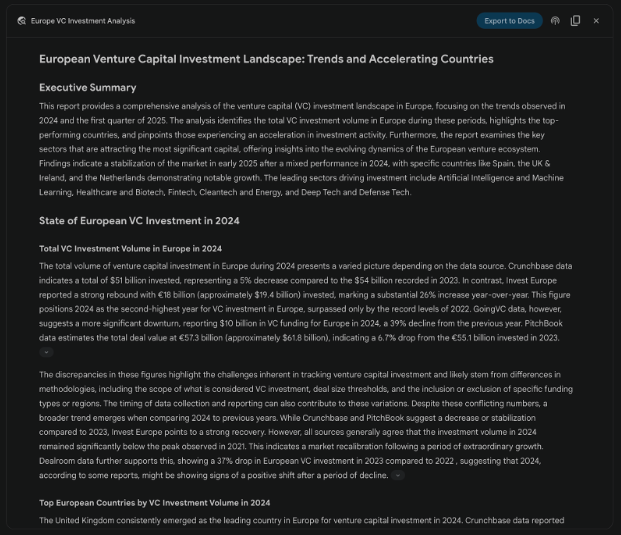 Europe VC Investment Analysis
Export to Docs
European Venture Capital Investment Landscape: Trends and Accelerating Countries
Executive Summary
This report provides a comprehensive analysis of the venture capital (VC) investment landscape in Europe, focusing on the trends observed in
2024 and the first quarter of 2025. The analysis identifies the total VC investment volume in Europe during these periods, highlights the top-
performing countries, and pinpoints those experiencing an acceleration in investment activity. Furthermore, the report examines the key
sectors that are attracting the most significant capital, offering insights into the evolving dynamics of the European venture ecosystem.
Findings indicate a stabilization of the market in early 2025 after a mixed performance in 2024, with specific countries like Spain, the UK &
Ireland, and the Netherlands demonstrating notable growth. The leading sectors driving investment include Artificial Intelligence and Machine
Learning, Healthcare and Biotech, Fintech, Cleantech and Energy, and Deep Tech and Defense Tech.
State of European VC Investment in 2024
Total VC Investment Volume in Europe in 2024
The total volume of venture capital investment in Europe during 2024 presents a varied picture depending on the data source. Crunchbase data
indicates a total of $51 billion invested, representing a 5% decrease compared to the $54 billion recorded in 2023. In contrast, Invest Europe
reported a strong rebound with €18 billion (approximately $19.4 billion) invested, marking a substantial 26% increase year-over-year. This figure
positions 2024 as the second-highest year for VC investment in Europe, surpassed only by the record levels of 2022. GoingVC data, however,
suggests a more significant downturn, reporting $10 billion in VC funding for Europe in 2024, a 39% decline from the previous year. PitchBook
data estimates the total deal value at €57.3 billion (approximately $61.8 billion), indicating a 6.7% drop from the €55.1 billion invested in 2023.
The discrepancies in these figures highlight the challenges inherent in tracking venture capital investment and likely stem from differences in
methodologies, including the scope of what is considered VC investment, deal size thresholds, and the inclusion or exclusion of specific funding
types or regions. The timing of data collection and reporting can also contribute to these variations. Despite these conflicting numbers, a
broader trend emerges when comparing 2024 to previous years. While Crunchbase and PitchBook suggest a decrease or stabilization
compared to 2023, Invest Europe points to a strong recovery. However, all sources generally agree that the investment volume in 2024
remained significantly below the peak observed in 2021. This indicates a market recalibration following a period of extraordinary growth.
Dealroom data further supports this, showing a 37% drop in European VC investment in 2023 compared to 2022 , suggesting that 2024,
according to some reports, might be showing signs of a positive shift after a period of decline.
Top European Countries by VC Investment Volume in 2024
The United Kingdom consistently emerged as the leading country in Europe for venture capital investment in 2024. Crunchbase data reported